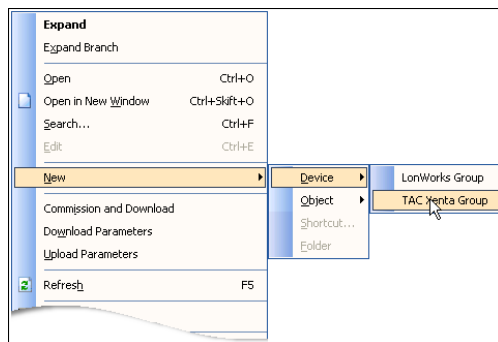 Expand
Expand Branch
Open Ctrl+O
Open in New Window Ctrl+Skift+O
Search... Ctrl+F
Edit Ctrl+E
New Device LonWorks Group
Commission and Download Object TAC Xenta Group
Download Parameters Shortcut...
Upload Parameters Folder
Refresh F5